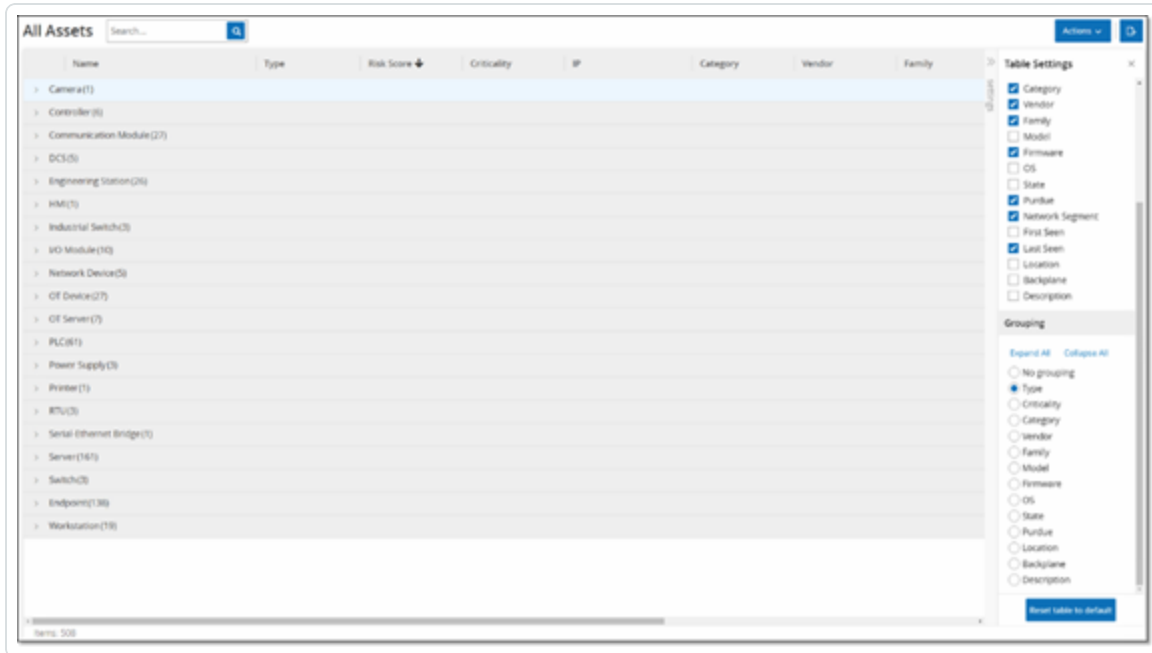 All Assets Search... Actions
Name Type Risk Score Criticality IP Category Vendor Family
Camera(1)
Controller(6)
Communication Module(27)
DCS(5)
Engineering Station(26)
HMI(1)
Industrial Switch(3)
I/O Module(10)
Network Device(5)
OT Device(27)
OT Server(7)
PLC(61)
Power Supply(3)
Printer(1)
RTU(3)
Serial-Ethernet Bridge(1)
Server(161)
Switch(3)
Endpoint(138)
Workstation(19)
Items: 508
Settings
Table Settings
Category
Vendor
Family
Model
Firmware
OS
State
Purdue
Network Segment
First Seen
Last Seen
Location
Backplane
Description
Grouping
Expand All Collapse All
No grouping
Type
Criticality
Category
Vendor
Family
Model
Firmware
OS
State
Purdue
Location
Backplane
Description
Reset table to default